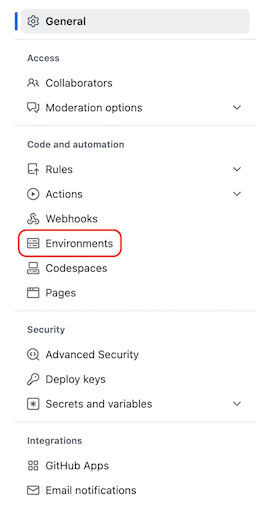 General
Access
Collaborators
Moderation options
Code and automation
Rules
Actions
Webhooks
Environments
Codespaces
Pages
Security
Advanced Security
Deploy keys
Secrets and variables
Integrations
GitHub Apps
Email notifications